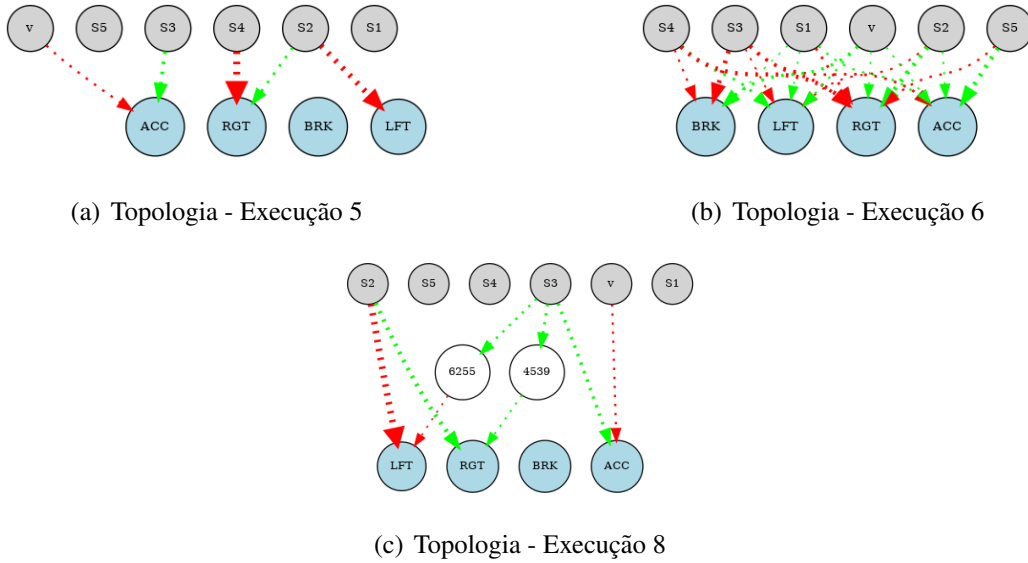 v S5 S3 S4 S2 S1
ACC RGT BRK LFT
(a) Topologia - Execução 5
S4 S3 S1 v S2 S5
BRK LFT RGT ACC
(b) Topologia - Execução 6
S2 S5 S4 S3 v S1
6255 4539
LFT RGT BRK ACC
(c) Topologia - Execução 8